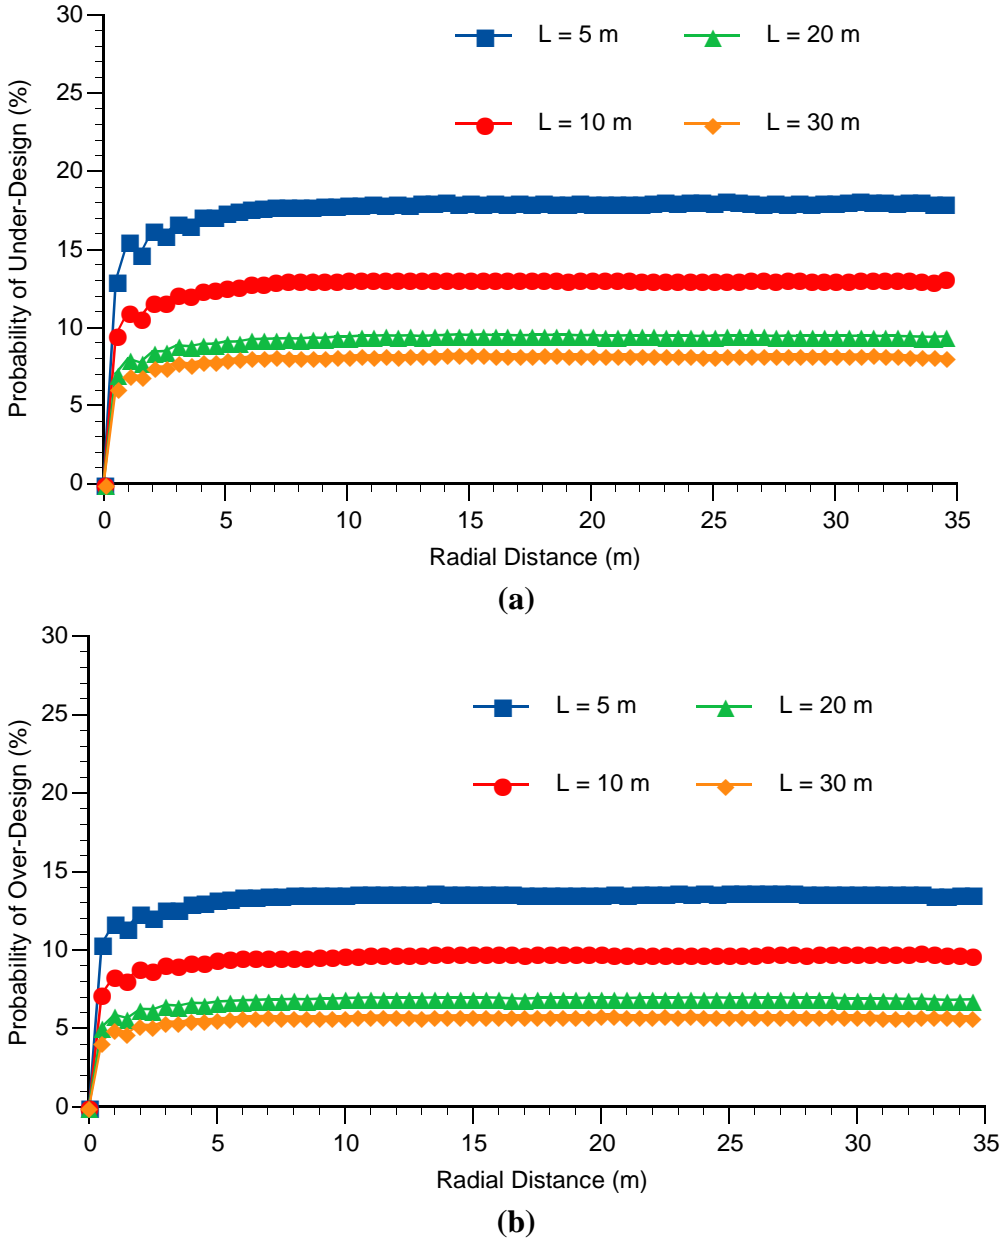 30
25
20
15
10
5
0
Probability of Under-Design (%)
L = 5 m
L = 20 m
L = 10 m
L = 30 m
0 5 10 15 20 25 30 35
Radial Distance (m)
(a)
30
25
20
15
10
5
0
Probability of Over-Design (%)
L = 5 m
L = 20 m
L = 10 m
L = 30 m
0 5 10 15 20 25 30 35
Radial Distance (m)
(b)